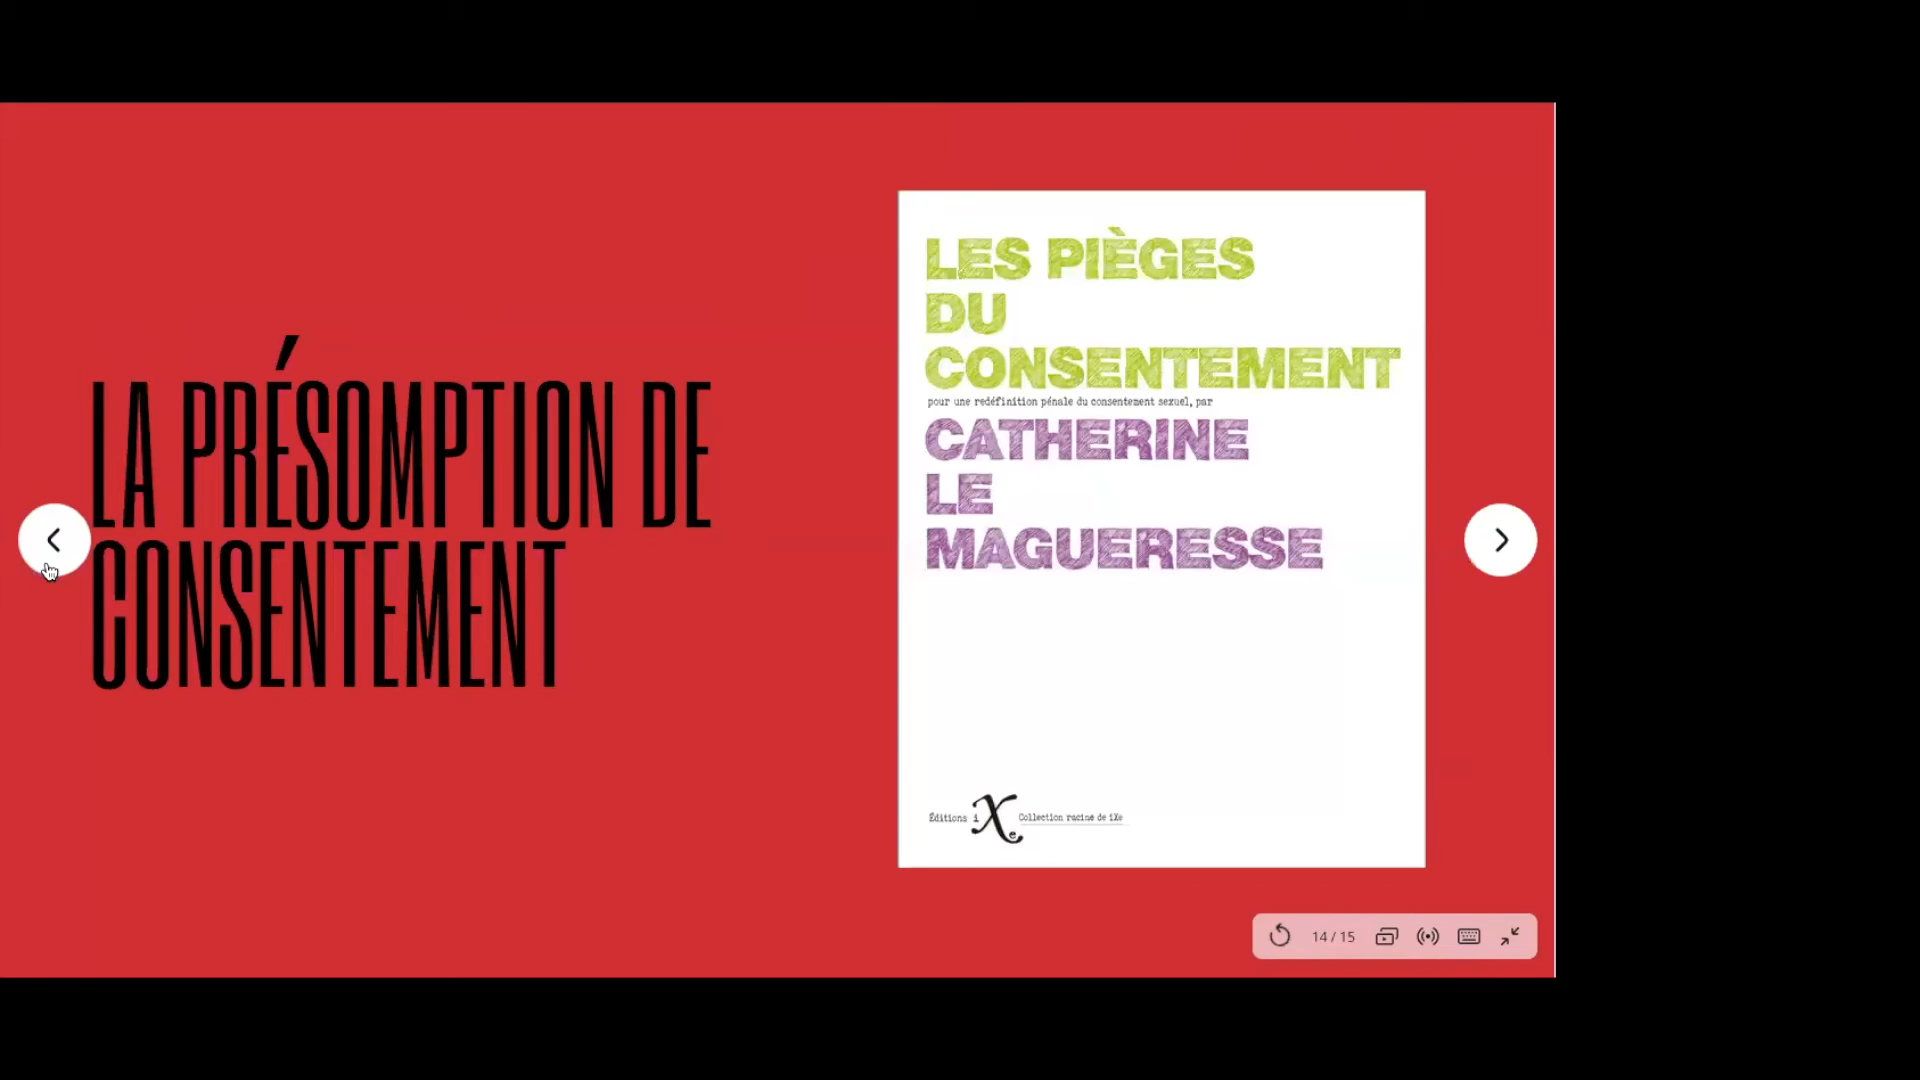 LA PRÉSOMPTION DE
CONSENTEMENT
LES PIÈGES
DU
CONSENTEMENT
pour une redéfinition pénale du consentement sexuel, par
CATHERINE
LE
MAGUERESSE
Éditions iXe Collection racine de iXe
14 / 15